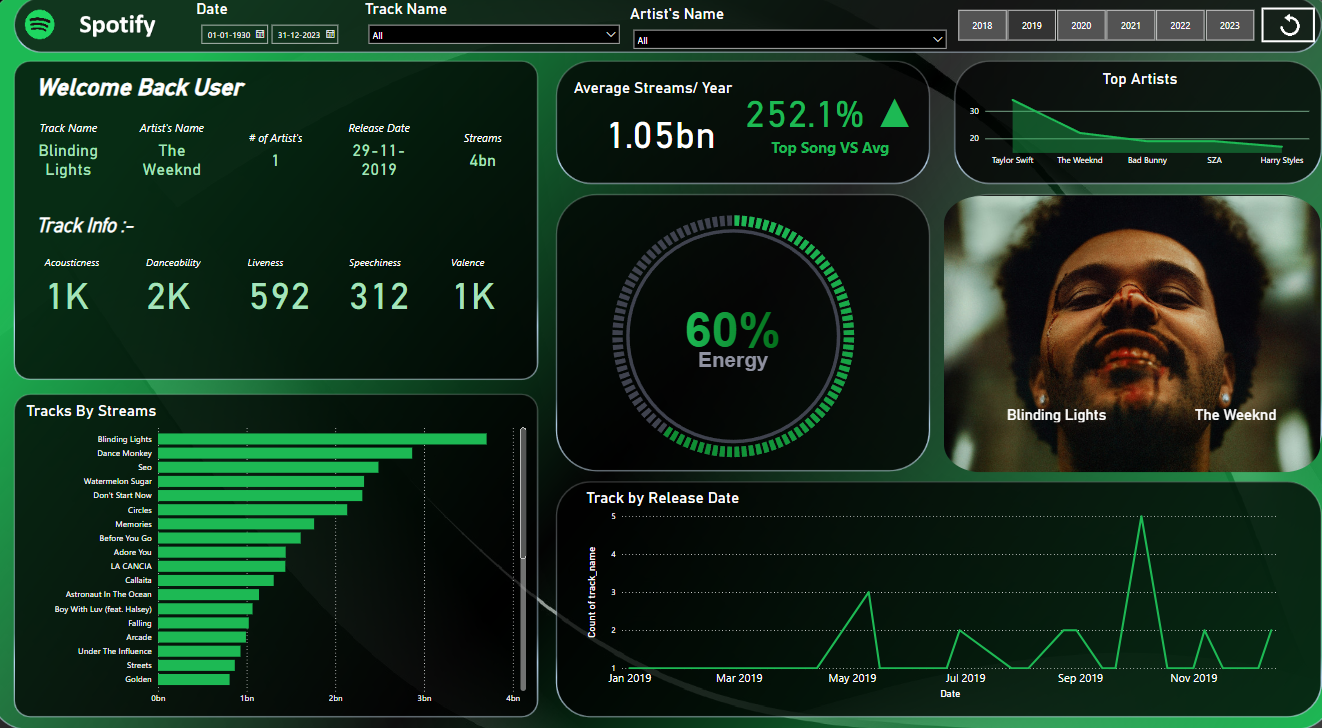 Spotify
Date
01-01-1930
31-12-2023
Track Name
All
Artist's Name
All
2018
2019
2020
2021
2022
2023
Welcome Back User
Track Name
Blinding
Lights
Artist's Name
The
Weeknd
# of Artist's
1
Release Date
29-11-
2019
Streams
4bn
Track Info :-
Acousticness
1K
Danceability
2K
Liveness
592
Speechiness
312
Valence
1K
Average Streams/ Year
1.05bn
252.1%
Top Song VS Avg
Top Artists
30
20
Taylor Swift
The Weeknd
Bad Bunny
SZA
Harry Styles
60%
Energy
Blinding Lights
The Weeknd
Tracks By Streams
Blinding Lights
Dance Monkey
Seo
Watermelon Sugar
Don't Start Now
Circles
Memories
Before You Go
Adore You
LA CANCIA
Callaita
Astronaut In The Ocean
Boy With Luv (feat. Halsey)
Falling
Arcade
Under The Influence
Streets
Golden
0bn
1bn
2bn
3bn
4bn
Track by Release Date
Count of track_name
5
4
3
2
1
Jan 2019
Mar 2019
May 2019
Jul 2019
Sep 2019
Nov 2019
Date